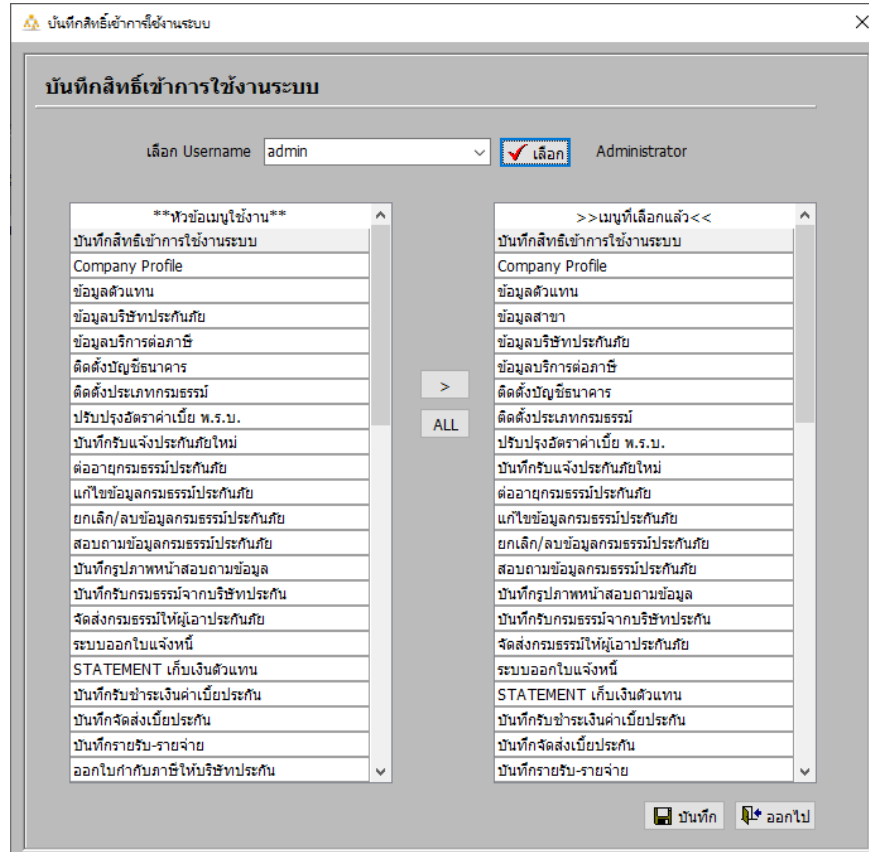 บันทึกสิทธิ์เข้าการใช้งานระบบ
บันทึกสิทธิ์เข้าการใช้งานระบบ
เลือก Username admin เลือก Administrator
**หัวข้อเมนูใช้งาน**
บันทึกสิทธิเข้าการใช้งานระบบ
Company Profile
ข้อมูลตัวแทน
ข้อมูลบริษัทประกันภัย
ข้อมูลบริการต่อภาษี
ติดตั้งบัญชีธนาคาร
ติดตั้งประเภทกรมธรรม์
ปรับปรุงอัตราค่าเบี้ย พ.ร.บ.
บันทึกรับแจ้งประกันภัยใหม่
ต่ออายุกรมธรรม์ประกันภัย
แก้ไขข้อมูลกรมธรรม์ประกันภัย
ยกเลิก/ลบข้อมูลกรมธรรม์ประกันภัย
สอบถามข้อมูลกรมธรรม์ประกันภัย
บันทึกรูปภาพหน้าสอบถามข้อมูล
บันทึกรับกรมธรรม์จากบริษัทประกัน
จัดส่งกรมธรรม์ให้ผู้เอาประกันภัย
ระบบออกใบแจ้งหนี้
STATEMENT เก็บเงินตัวแทน
บันทึกรับชำระเงินค่าเบี้ยประกัน
บันทึกจัดส่งเบี้ยประกัน
บันทึกรายรับ-รายจ่าย
ออกใบกำกับภาษีให้บริษัทประกัน
>
ALL
>>เมนูที่เลือกแล้ว<<
บันทึกสิทธิเข้าการใช้งานระบบ
Company Profile
ข้อมูลตัวแทน
ข้อมูลสาขา
ข้อมูลบริษัทประกันภัย
ข้อมูลบริการต่อภาษี
ติดตั้งบัญชีธนาคาร
ติดตั้งประเภทกรมธรรม์
ปรับปรุงอัตราค่าเบี้ย พ.ร.บ.
บันทึกรับแจ้งประกันภัยใหม่
ต่ออายุกรมธรรม์ประกันภัย
แก้ไขข้อมูลกรมธรรม์ประกันภัย
ยกเลิก/ลบข้อมูลกรมธรรม์ประกันภัย
สอบถามข้อมูลกรมธรรม์ประกันภัย
บันทึกรูปภาพหน้าสอบถามข้อมูล
บันทึกรับกรมธรรม์จากบริษัทประกัน
จัดส่งกรมธรรม์ให้ผู้เอาประกันภัย
ระบบออกใบแจ้งหนี้
STATEMENT เก็บเงินตัวแทน
บันทึกรับชำระเงินค่าเบี้ยประกัน
บันทึกจัดส่งเบี้ยประกัน
บันทึกรายรับ-รายจ่าย
บันทึก ออกไป